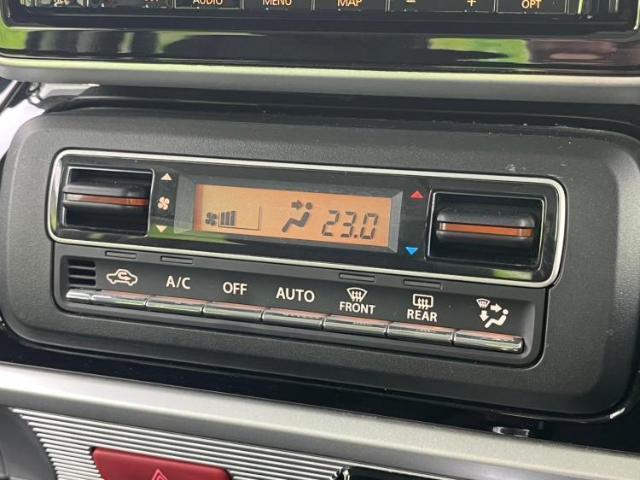 AUDIO MENU MAP − + OPT
23.0
A/C OFF AUTO FRONT REAR